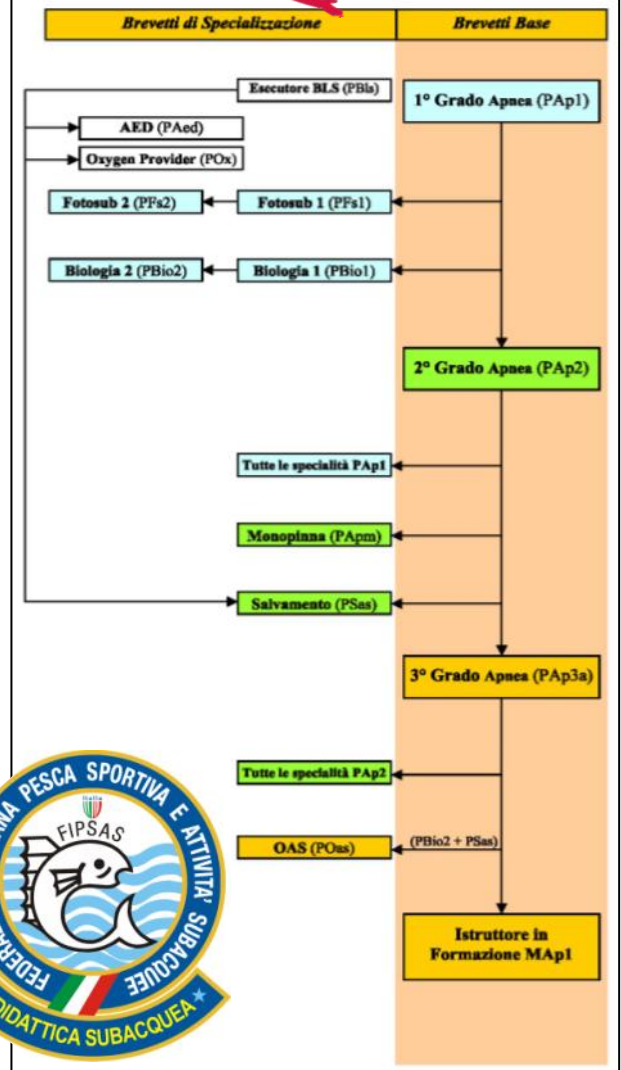 Brevetti di Specializzazione
Brevetti Base
Esecutore BLS (PBls)
1° Grado Apnea (PAp1)
AED (PAed)
Oxygen Provider (POx)
Fotosub 2 (PFs2)
Fotosub 1 (PFs1)
Biologia 2 (PBio2)
Biologia 1 (PBio1)
2° Grado Apnea (PAp2)
Tutte le specialità PAp1
Monopinna (PApm)
Salvamento (PSas)
3° Grado Apnea (PAp3a)
Tutte le specialità PAp2
OAS (POas)
(PBio2 + PSas)
Istruttore in
Formazione MAp1
PESCA SPORTIVA E ATTIVITA' SUBACQUEE
Italia
FIPSAS
DIDATTICA SUBACQUEA